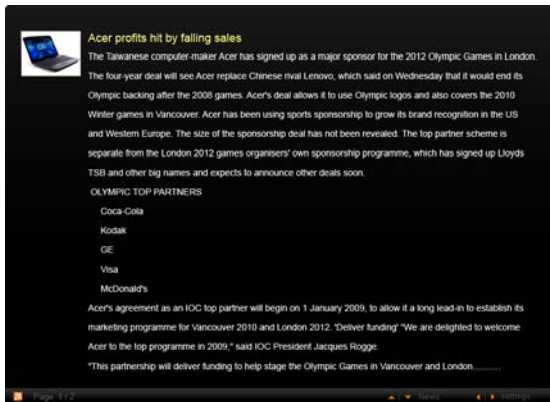 Acer profits hit by falling sales
The Taiwanese computer-maker Acer has signed up as a major sponsor for the 2012 Olympic Games in London.
The four-year deal will see Acer replace Chinese rival Lenovo, which said on Wednesday that it would end its
Olympic backing after the 2008 games. Acer's deal allows it to use Olympic logos and also covers the 2010
Winter games in Vancouver. Acer has been using sports sponsorship to grow its brand recognition in the US
and Western Europe. The size of the sponsorship deal has not been revealed. The top partner scheme is
separate from the London 2012 games organisers' own sponsorship programme, which has signed up Lloyds
TSB and other big names and expects to announce other deals soon.
OLYMPIC TOP PARTNERS
Coca-Cola
Kodak
GE
Visa
McDonald's
Acer's agreement as an IOC top partner will begin on 1 January 2009, to allow it a long lead-in to establish its
marketing programme for Vancouver 2010 and London 2012. 'Deliver funding' "We are delighted to welcome
Acer to the top programme in 2009," said IOC President Jacques Rogge.
"This partnership will deliver funding to help stage the Olympic Games in Vancouver and London...........
Page 1 / 2 News settings